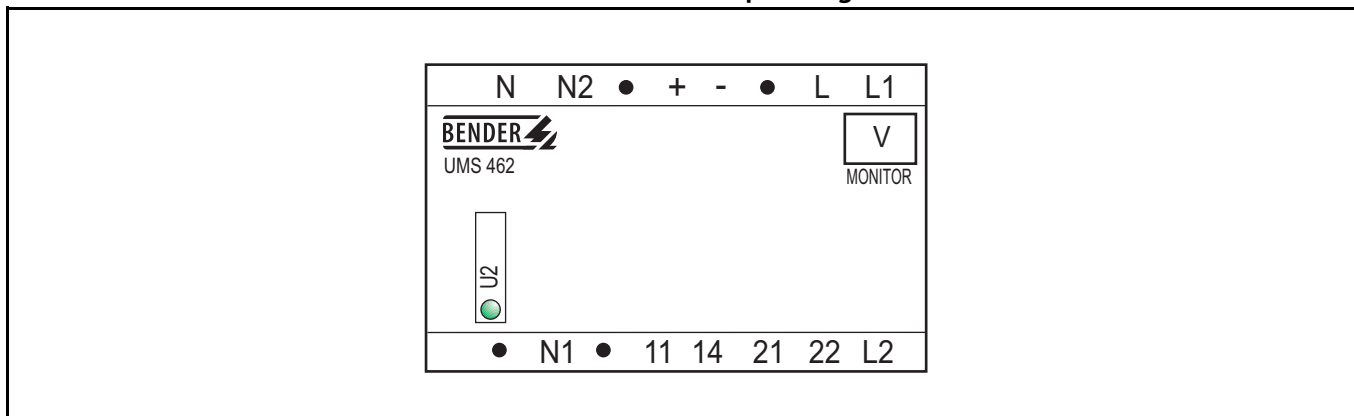 N N2 ● + - ● L L1
BENDER
V
UMS 462
MONITOR
U2
● N1 ● 11 14 21 22 L2